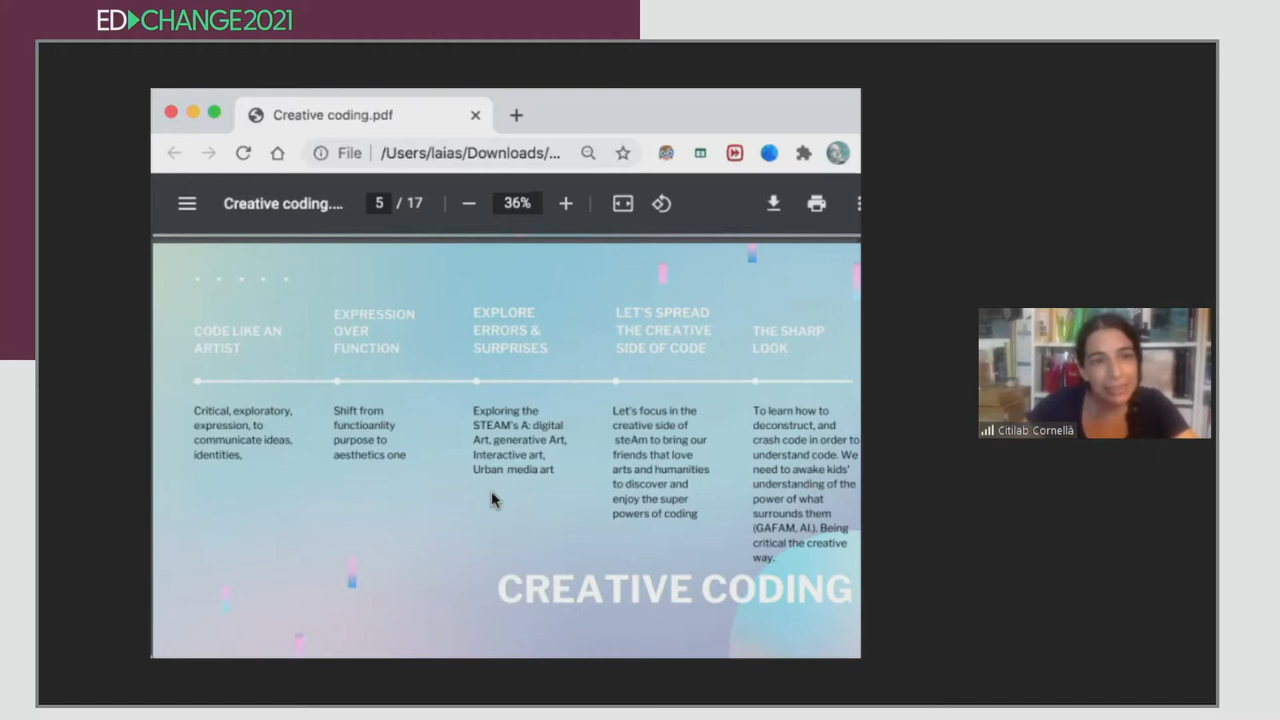 ED▶CHANGE2021
Creative coding.pdf
File
/Users/laias/Downloads/...
Creative coding....
5 / 17
36%
CODE LIKE AN
ARTIST
Critical, exploratory,
expression, to
communicate ideas,
identities,
EXPRESSION
OVER
FUNCTION
Shift from
functioanlity
purpose to
aesthetics one
EXPLORE
ERRORS &
SURPRISES
Exploring the
STEAM's A: digital
Art, generative Art,
Interactive art,
Urban media art
LET'S SPREAD
THE CREATIVE
SIDE OF CODE
Let's focus in the
creative side of
steAm to bring our
friends that love
arts and humanities
to discover and
enjoy the super
powers of coding
THE SHARP
LOOK
To learn how to
deconstruct, and
crash code in order to
understand code. We
need to awake kids'
understanding of the
power of what
surrounds them
(GAFAM, AI,). Being
critical the creative
way.
CREATIVE CODING
Citilab Cornellà